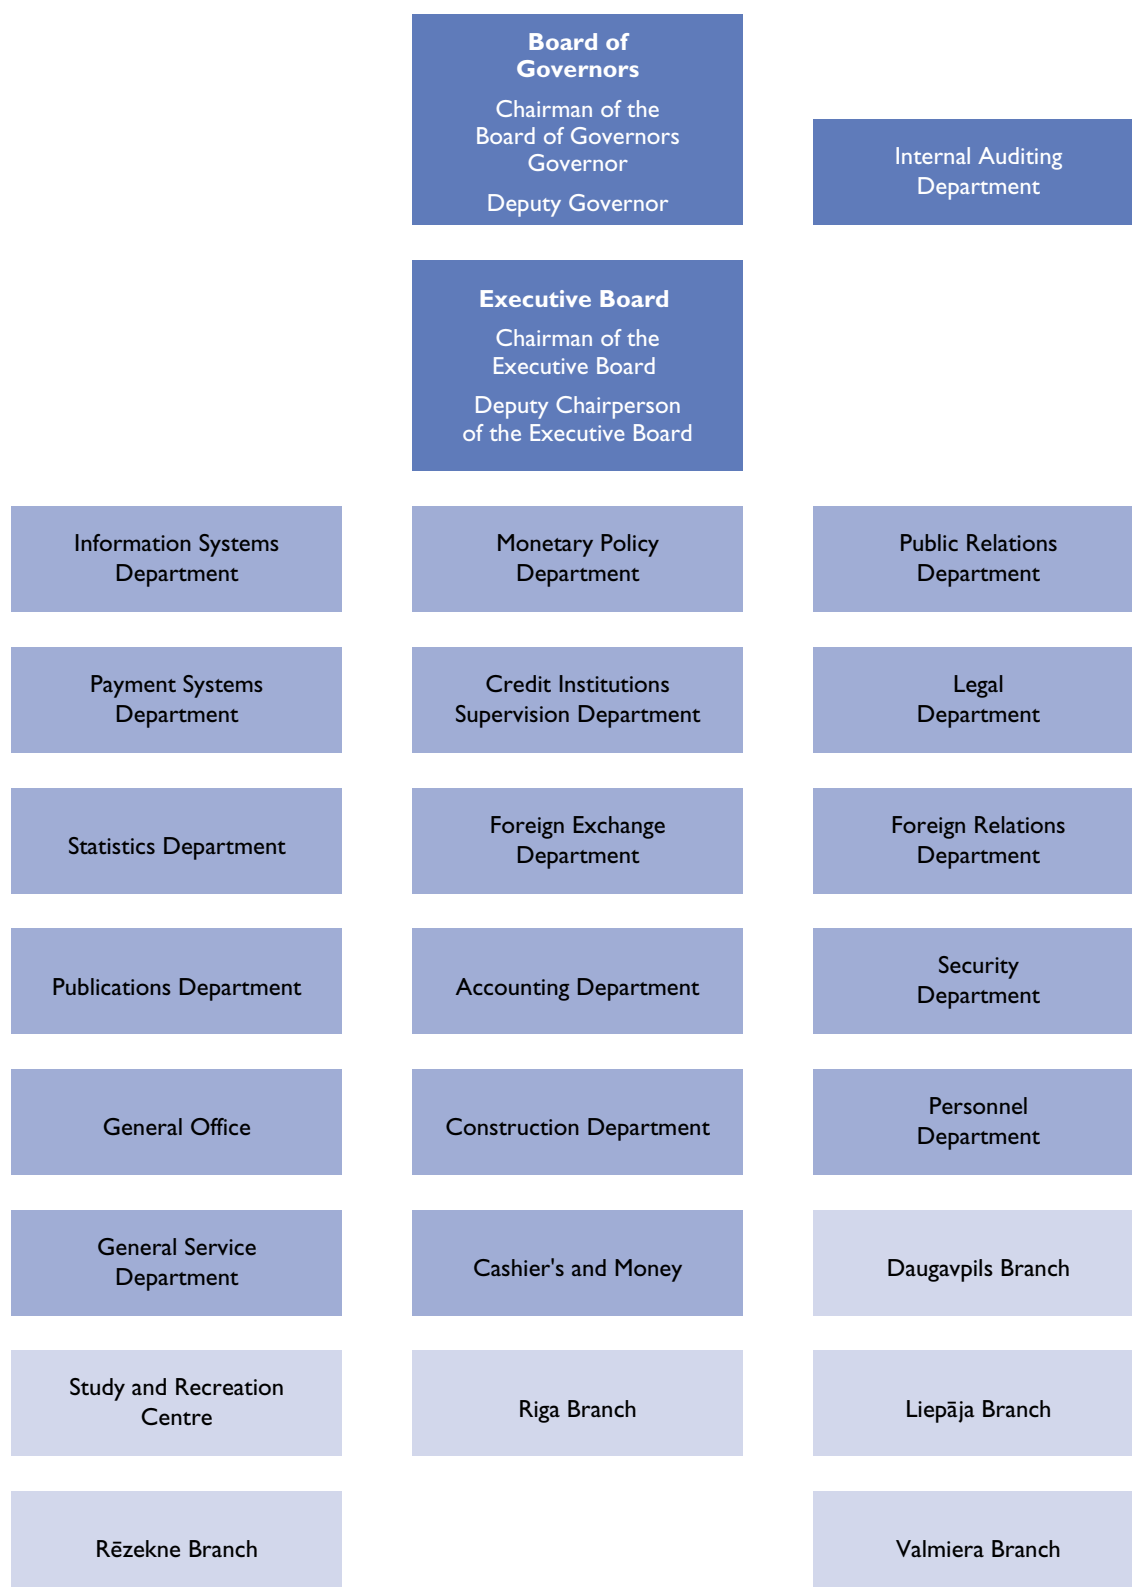 Board of
Governors
Chairman of the
Board of Governors
Governor
Deputy Governor
Internal Auditing
Department
Executive Board
Chairman of the
Executive Board
Deputy Chairperson
of the Executive Board
Information Systems
Department
Monetary Policy
Department
Public Relations
Department
Payment Systems
Department
Credit Institutions
Supervision Department
Legal
Department
Statistics Department
Foreign Exchange
Department
Foreign Relations
Department
Publications Department
Accounting Department
Security
Department
General Office
Construction Department
Personnel
Department
General Service
Department
Cashier's and Money
Daugavpils Branch
Study and Recreation
Centre
Riga Branch
Liepāja Branch
Rēzekne Branch
Valmiera Branch